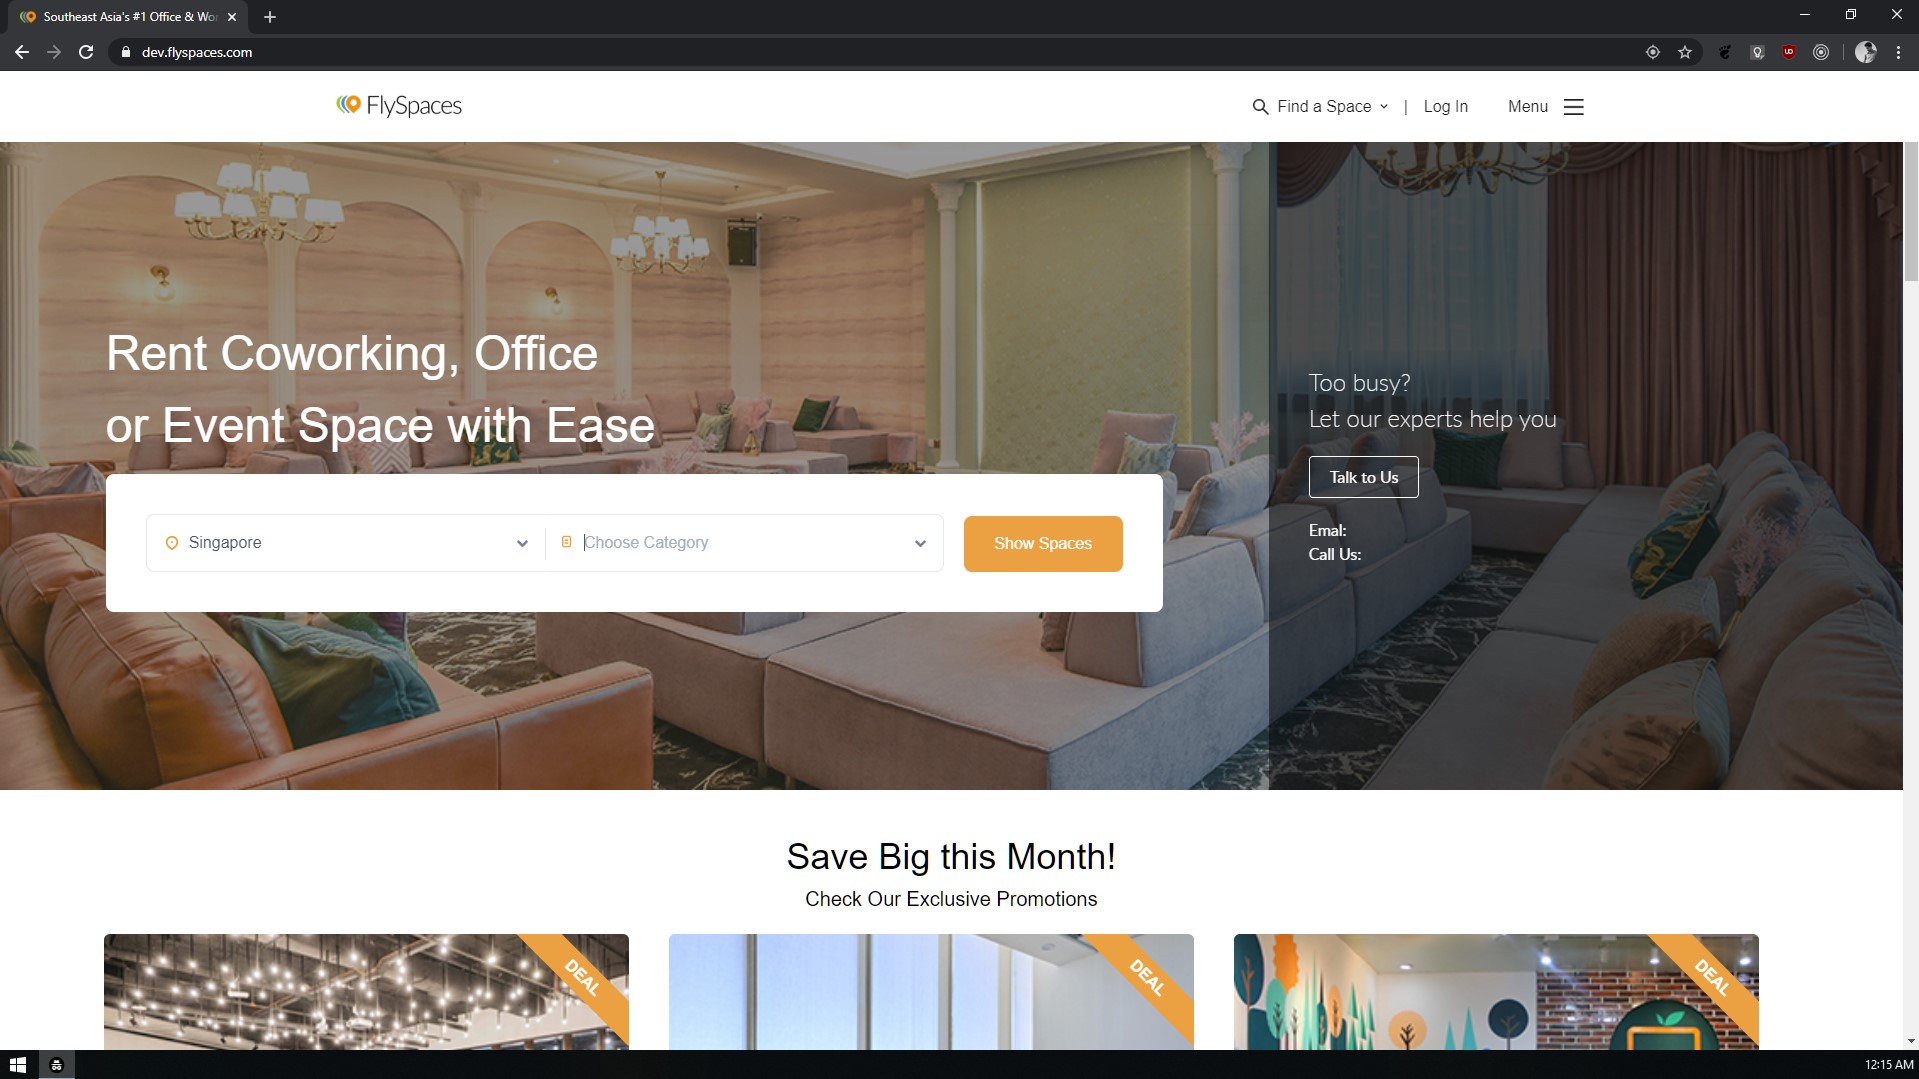 Southeast Asia's #1 Office & Wor
dev.flyspaces.com
FlySpaces
Find a Space
|
Log In
Menu
Rent Coworking, Office
or Event Space with Ease
Too busy?
Let our experts help you
Talk to Us
Emal:
Call Us:
Singapore
Choose Category
Show Spaces
Save Big this Month!
Check Our Exclusive Promotions
DEAL
DEAL
DEAL
12:15 AM